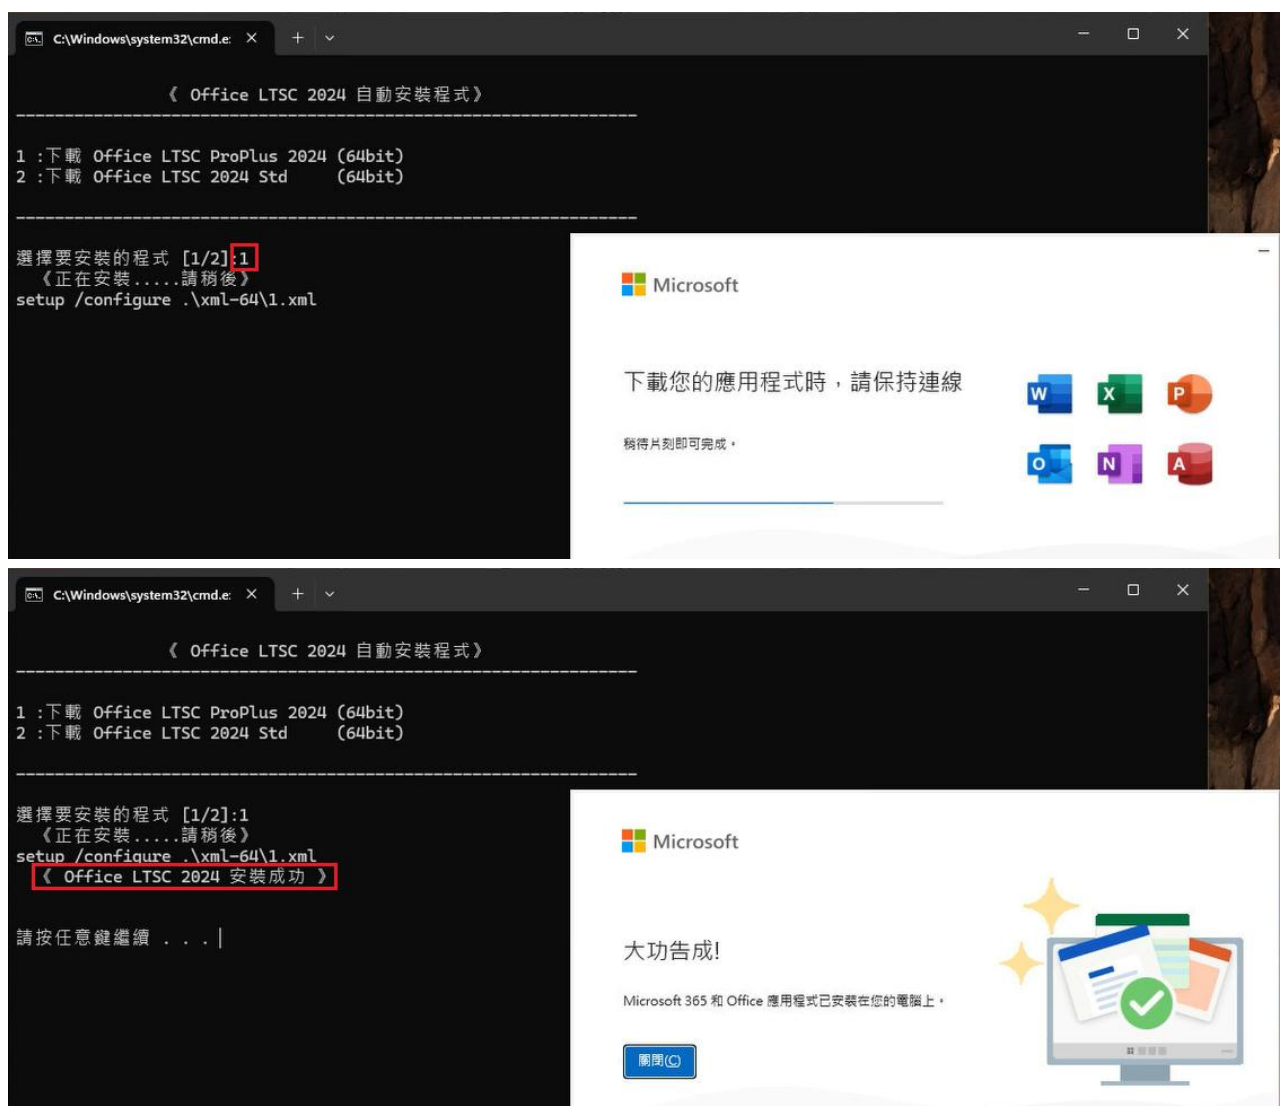 C:\Windows\system32\cmd.e:
《 Office LTSC 2024 自動安裝程式》
1 :下載 Office LTSC ProPlus 2024 (64bit)
2 :下載 Office LTSC 2024 Std (64bit)
選擇要安裝的程式 [1/2]:1
《正在安裝.....請稍後》
setup /configure .\xml-64\1.xml
Microsoft
下載您的應用程式時，請保持連線
稍待片刻即可完成。
W X P
O N A
C:\Windows\system32\cmd.e:
《 Office LTSC 2024 自動安裝程式》
1 :下載 Office LTSC ProPlus 2024 (64bit)
2 :下載 Office LTSC 2024 Std (64bit)
選擇要安裝的程式 [1/2]:1
《正在安裝.....請稍後》
setup /configure .\xml-64\1.xml
《 Office LTSC 2024 安裝成功 》
請按任意鍵繼續 . . .
Microsoft
大功告成!
Microsoft 365 和 Office 應用程式已安裝在您的電腦上。
關閉(C)